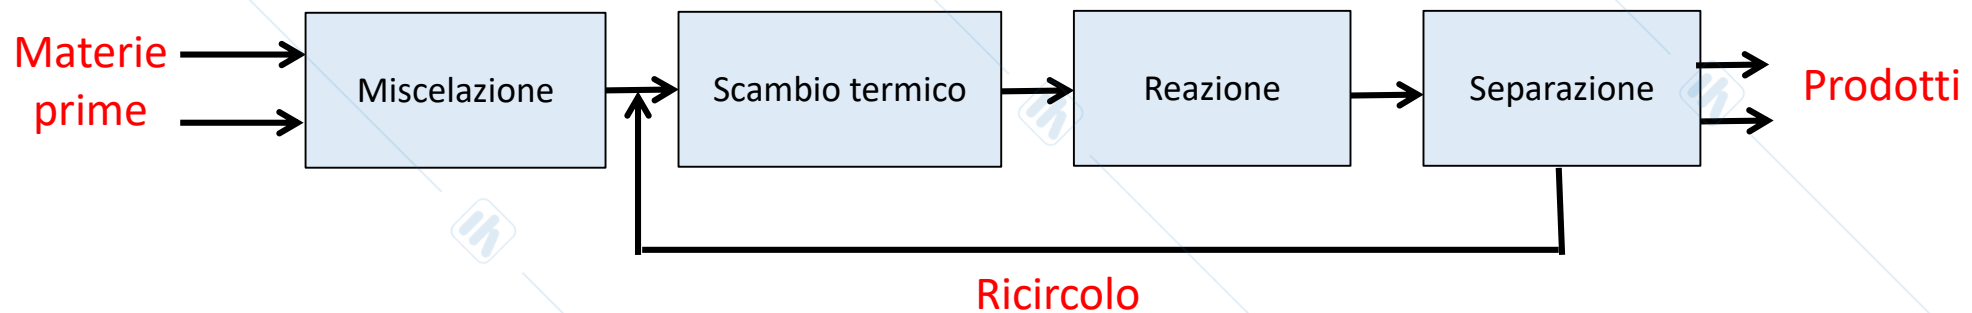 Materie
prime
Miscelazione
Scambio termico
Reazione
Separazione
Prodotti
Ricircolo